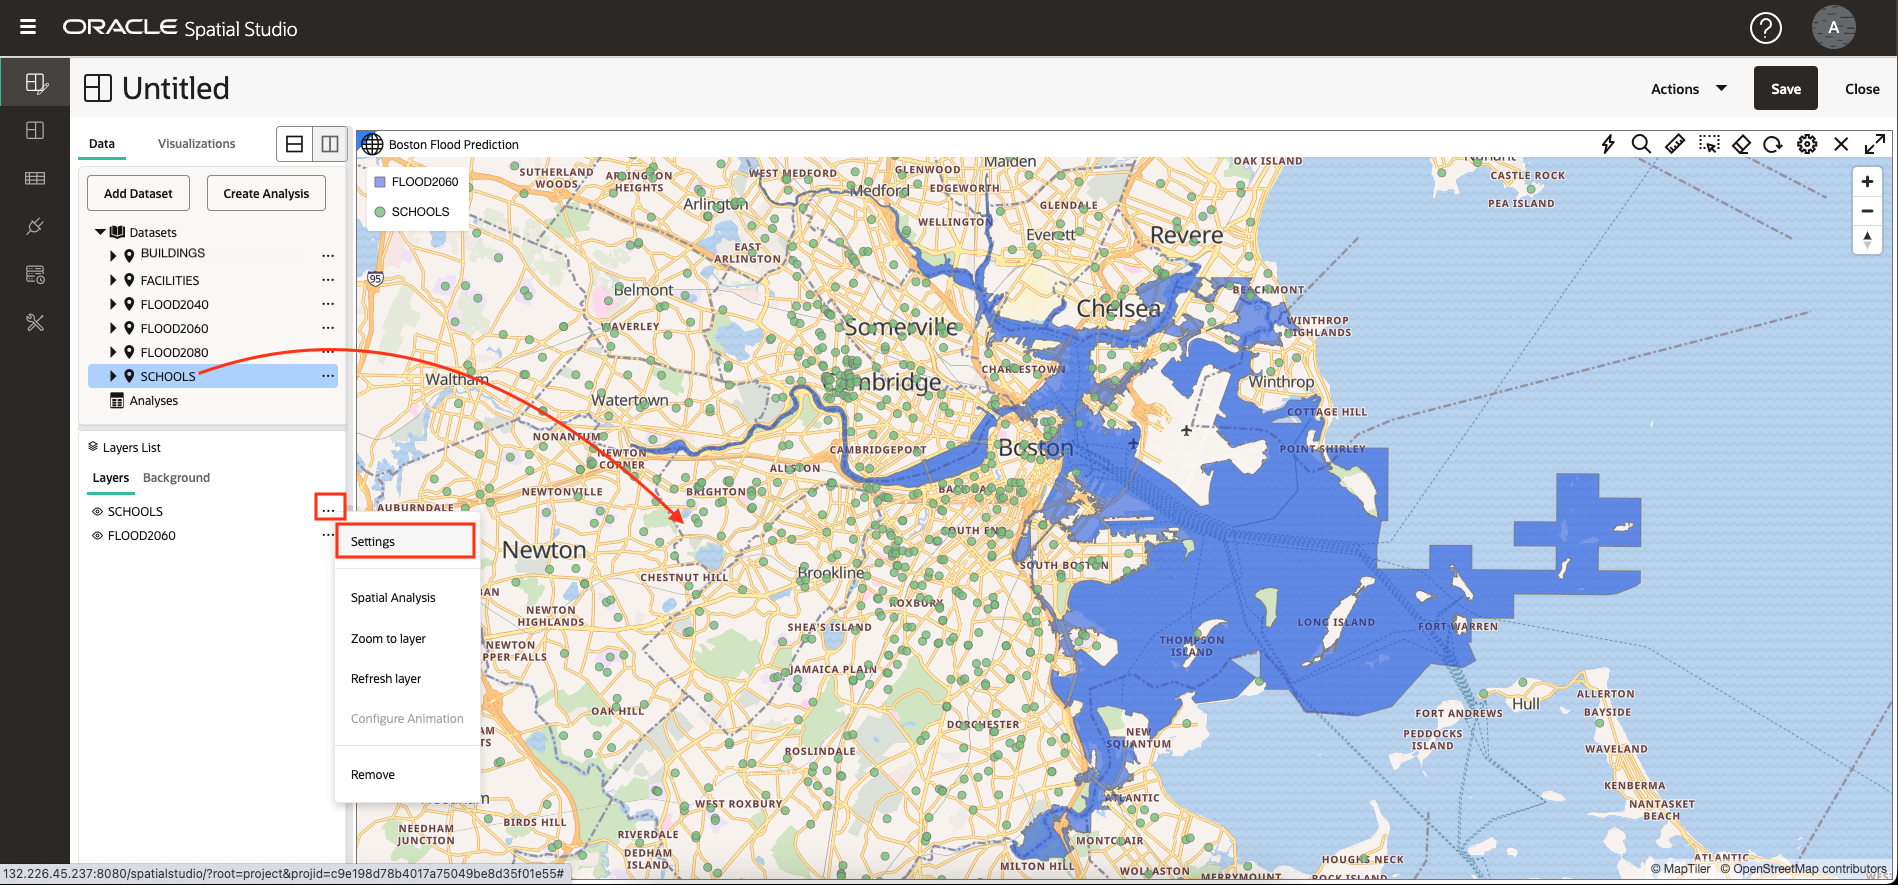 ORACLE Spatial Studio
?
A
Untitled
Actions
Save
Close
Data
Visualizations
Add Dataset
Create Analysis
Datasets
BUILDINGS
FACILITIES
FLOOD2040
FLOOD2060
FLOOD2080
SCHOOLS
Analyses
Layers List
Layers
Background
SCHOOLS
FLOOD2060
Settings
Spatial Analysis
Zoom to layer
Refresh layer
Configure Animation
Remove
Boston Flood Prediction
FLOOD2060
SCHOOLS
SUTHERLAND
WOODS
ARLINGTON
HEIGHTS
WEST MEDFORD
GLENWOOD
Malden
OAK ISLAND
CASTLE ROCK
PEA ISLAND
Medford
EDGEWORTH
Arlington
GLENDALE
WELLINGTON
Everett
Revere
EAST
ARLINGTON
95
Belmont
BEACHMONT
Chelsea
WAVERLEY
Somerville
WINTHROP
HIGHLANDS
CHARLESTOWN
Waltham
Cambridge
Winthrop
Watertown
COTTAGE HILL
NONANTUM
NEWTON
CORNER
CAMBRIDGEPORT
Boston
POINT SHIRLEY
ALLSTON
NEWTONVILLE
BRIGHTON
BACK BAY
AUBURNDALE
SOUTH END
Newton
SOUTH BOSTON
CHESTNUT HILL
Brookline
ROXBURY
NEWTON
HIGHLANDS
SHEA'S ISLAND
LONG ISLAND
FORT WARREN
THOMPSON
ISLAND
NEWTON
PPER FALLS
JAMAICA PLAIN
OAK HILL
DORCHESTER
Hull
ALLERTON
BAYSIDE
FORT ANDREWS
PEDDOCKS
ISLAND
NEW
SQUANTUM
ROSLINDALE
WAVELAND
KENBERMA
NANTASKET
BEACH
WEST ROXBURY
ATLANTIC
BIRDS HILL
NEEDHAM
JUNCTION
RIVERDALE
MONTCLAIR
DEDHAM
ISLAND
MILTON HILL
HOUGHS NECK
ATLANTIC
WOLLASTON
MERRYMOUNT
ROCK ISLAND
© MapTiler © OpenStreetMap contributors
132.226.45.237:8080/spatialstudio/?root=project&projid=c9e198d78b4017a75049be8d35f01e55#